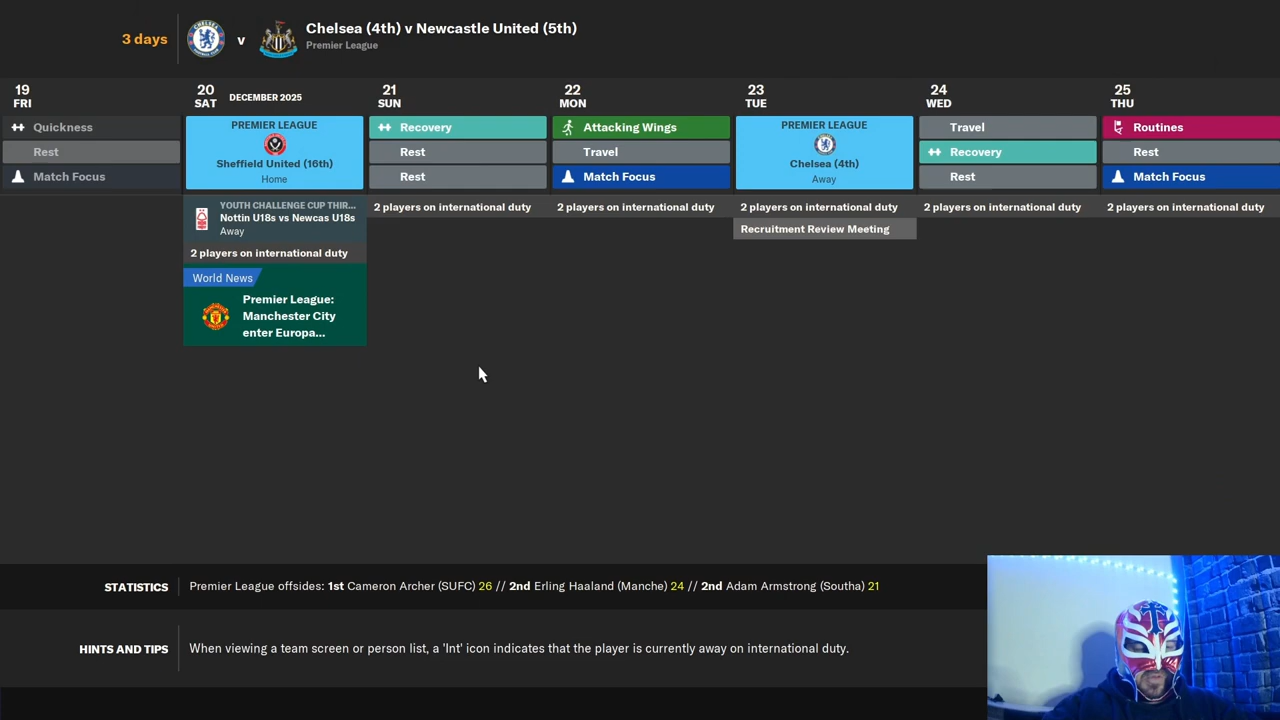 3 days
v
Chelsea (4th) v Newcastle United (5th)
Premier League
19
FRI
20
SAT
DECEMBER 2025
21
SUN
22
MON
23
TUE
24
WED
25
THU
Quickness
Rest
Match Focus
PREMIER LEAGUE
Sheffield United (16th)
Home
Recovery
Rest
Rest
Attacking Wings
Travel
Match Focus
PREMIER LEAGUE
Chelsea (4th)
Away
Travel
Recovery
Rest
Routines
Rest
Match Focus
YOUTH CHALLENGE CUP THIR...
Nottin U18s vs Newcas U18s
Away
2 players on international duty
2 players on international duty
2 players on international duty
2 players on international duty
Recruitment Review Meeting
2 players on international duty
2 players on international duty
World News
Premier League:
Manchester City
enter Europa...
STATISTICS
Premier League offsides: 1st Cameron Archer (SUFC) 26 // 2nd Erling Haaland (Manche) 24 // 2nd Adam Armstrong (Southa) 21
HINTS AND TIPS
When viewing a team screen or person list, a 'Int' icon indicates that the player is currently away on international duty.